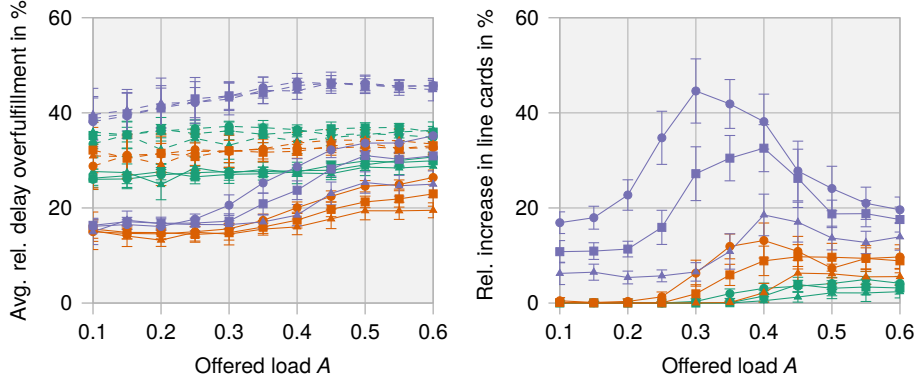 Avg. rel. delay overfulfillment in %
60
40
20
0
0.1 0.2 0.3 0.4 0.5 0.6
Offered load A
Rel. increase in line cards in %
60
40
20
0
0.1 0.2 0.3 0.4 0.5 0.6
Offered load A